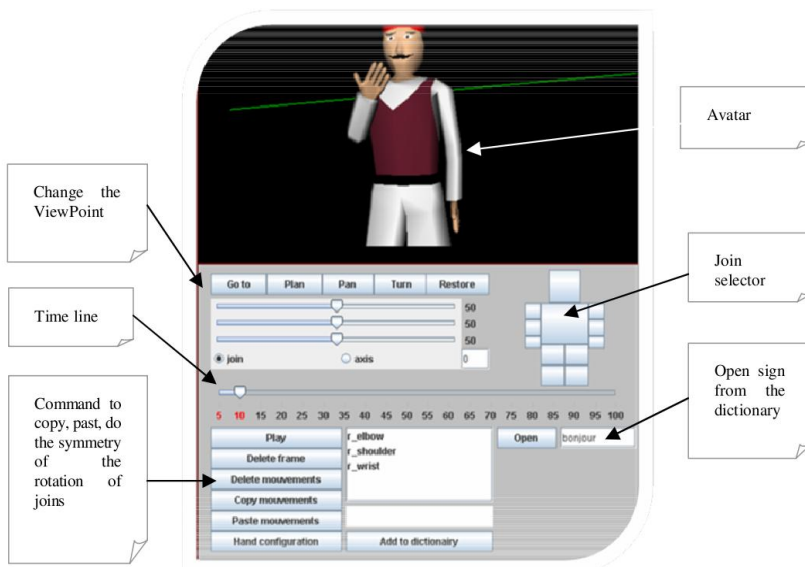 Avatar
Change the
ViewPoint
Join
selector
Time line
Open sign
from the
dictionary
Command to
copy, past, do
the symmetry
of the
rotation of
joins
Go to Plan Pan Turn Restore
50
50
50
join axis 0
5 10 15 20 25 30 35 40 45 50 55 60 65 70 75 80 85 90 95 100
Play
Delete frame
Delete mouvements
Copy mouvements
Paste mouvements
Hand configuration
r_elbow
r_shoulder
r_wrist
Add to dictionairy
Open bonjour